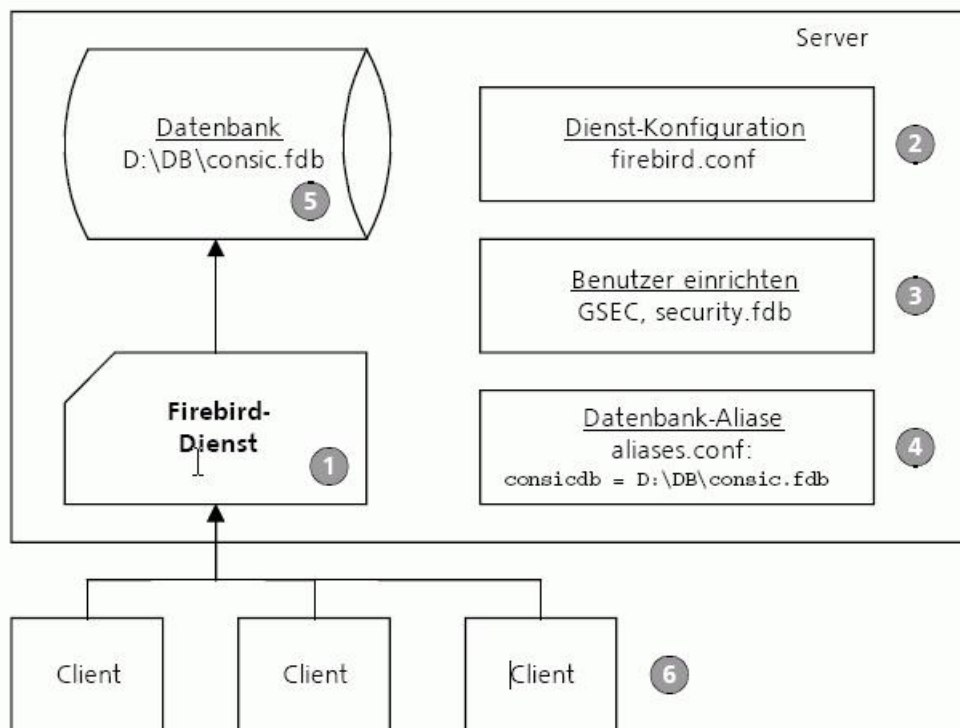 Server
Datenbank
D:\DB\consic.fdb
5
Dienst-Konfiguration
firebird.conf
2
Benutzer einrichten
GSEC, security.fdb
3
Firebird-
Dienst
1
Datenbank-Aliase
aliases.conf:
consicdb = D:\DB\consic.fdb
4
Client
Client
Client
6